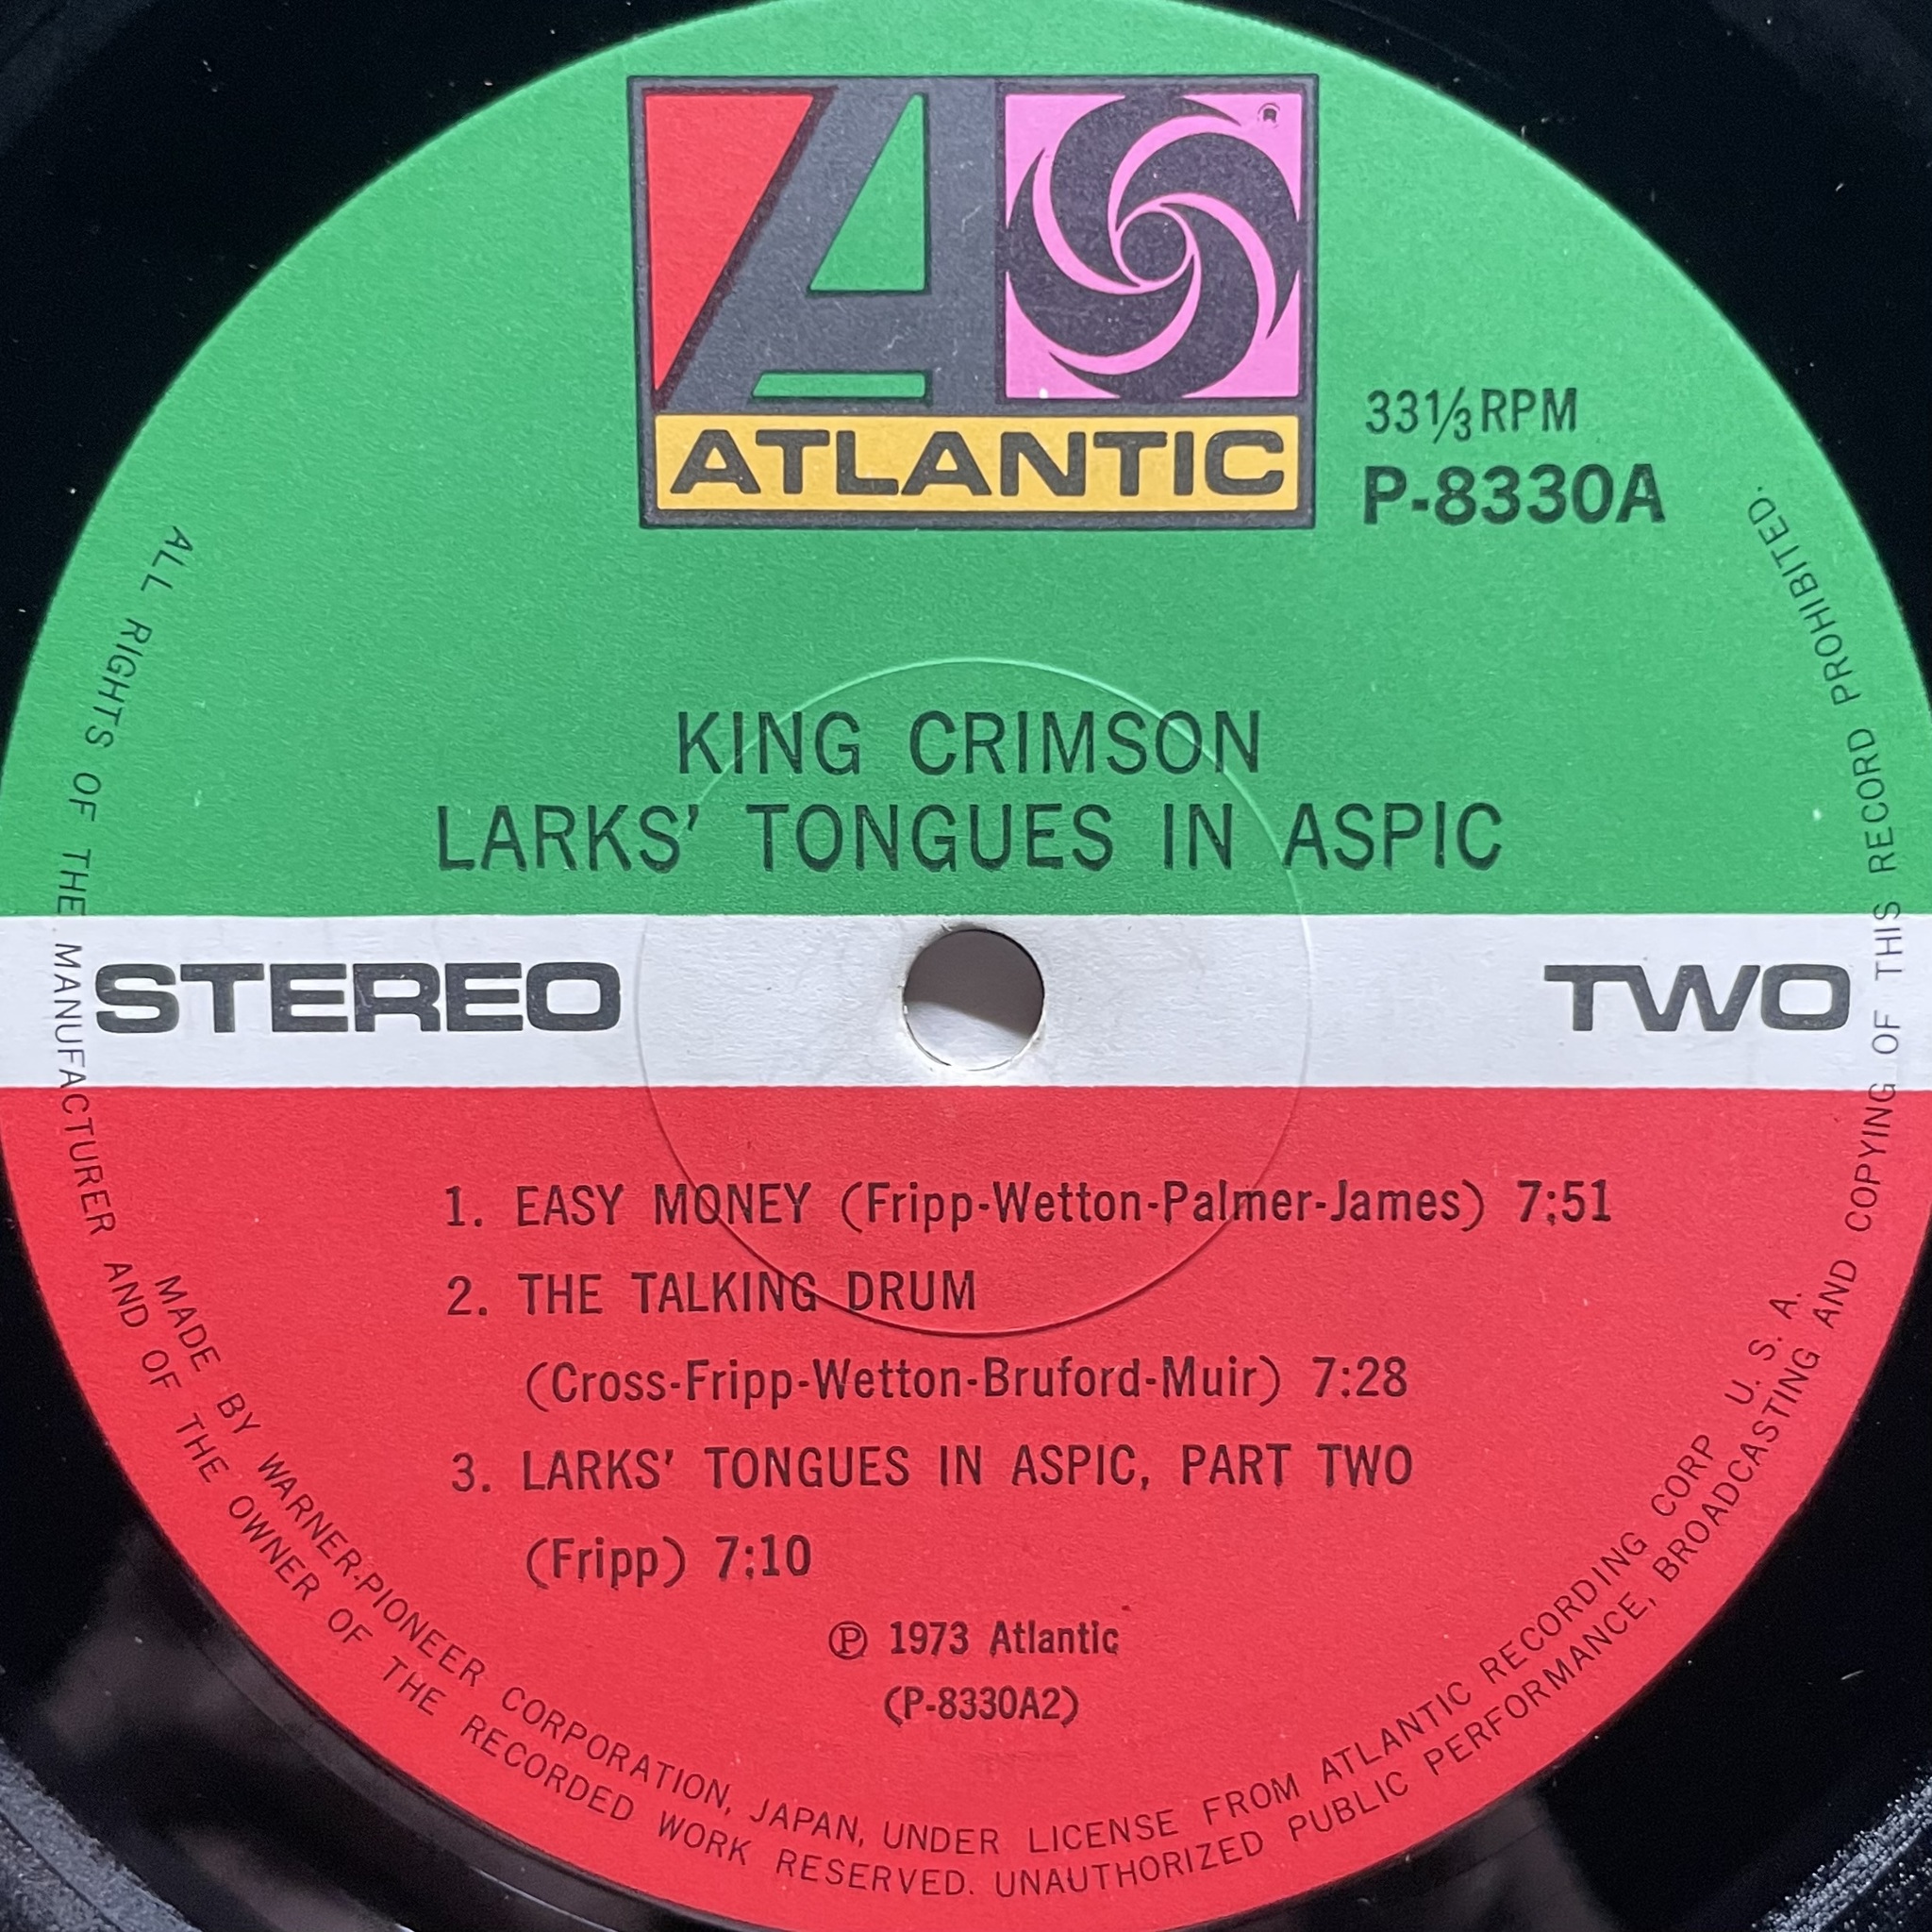 ATLANTIC
33⅓ RPM
P-8330A
KING CRIMSON
LARKS' TONGUES IN ASPIC
STEREO
TWO
1. EASY MONEY (Fripp-Wetton-Palmer-James) 7:51
2. THE TALKING DRUM
(Cross-Fripp-Wetton-Bruford-Muir) 7:28
3. LARKS' TONGUES IN ASPIC, PART TWO
(Fripp) 7:10
Ⓟ 1973 Atlantic
(P-8330A2)
MADE BY WARNER-PIONEER CORPORATION, JAPAN, UNDER LICENSE FROM ATLANTIC RECORDING CORP U. S. A.
ALL RIGHTS OF THE MANUFACTURER AND OF THE OWNER OF THE RECORDED WORK RESERVED. UNAUTHORIZED PUBLIC PERFORMANCE, BROADCASTING AND COPYING OF THIS RECORD PROHIBITED.